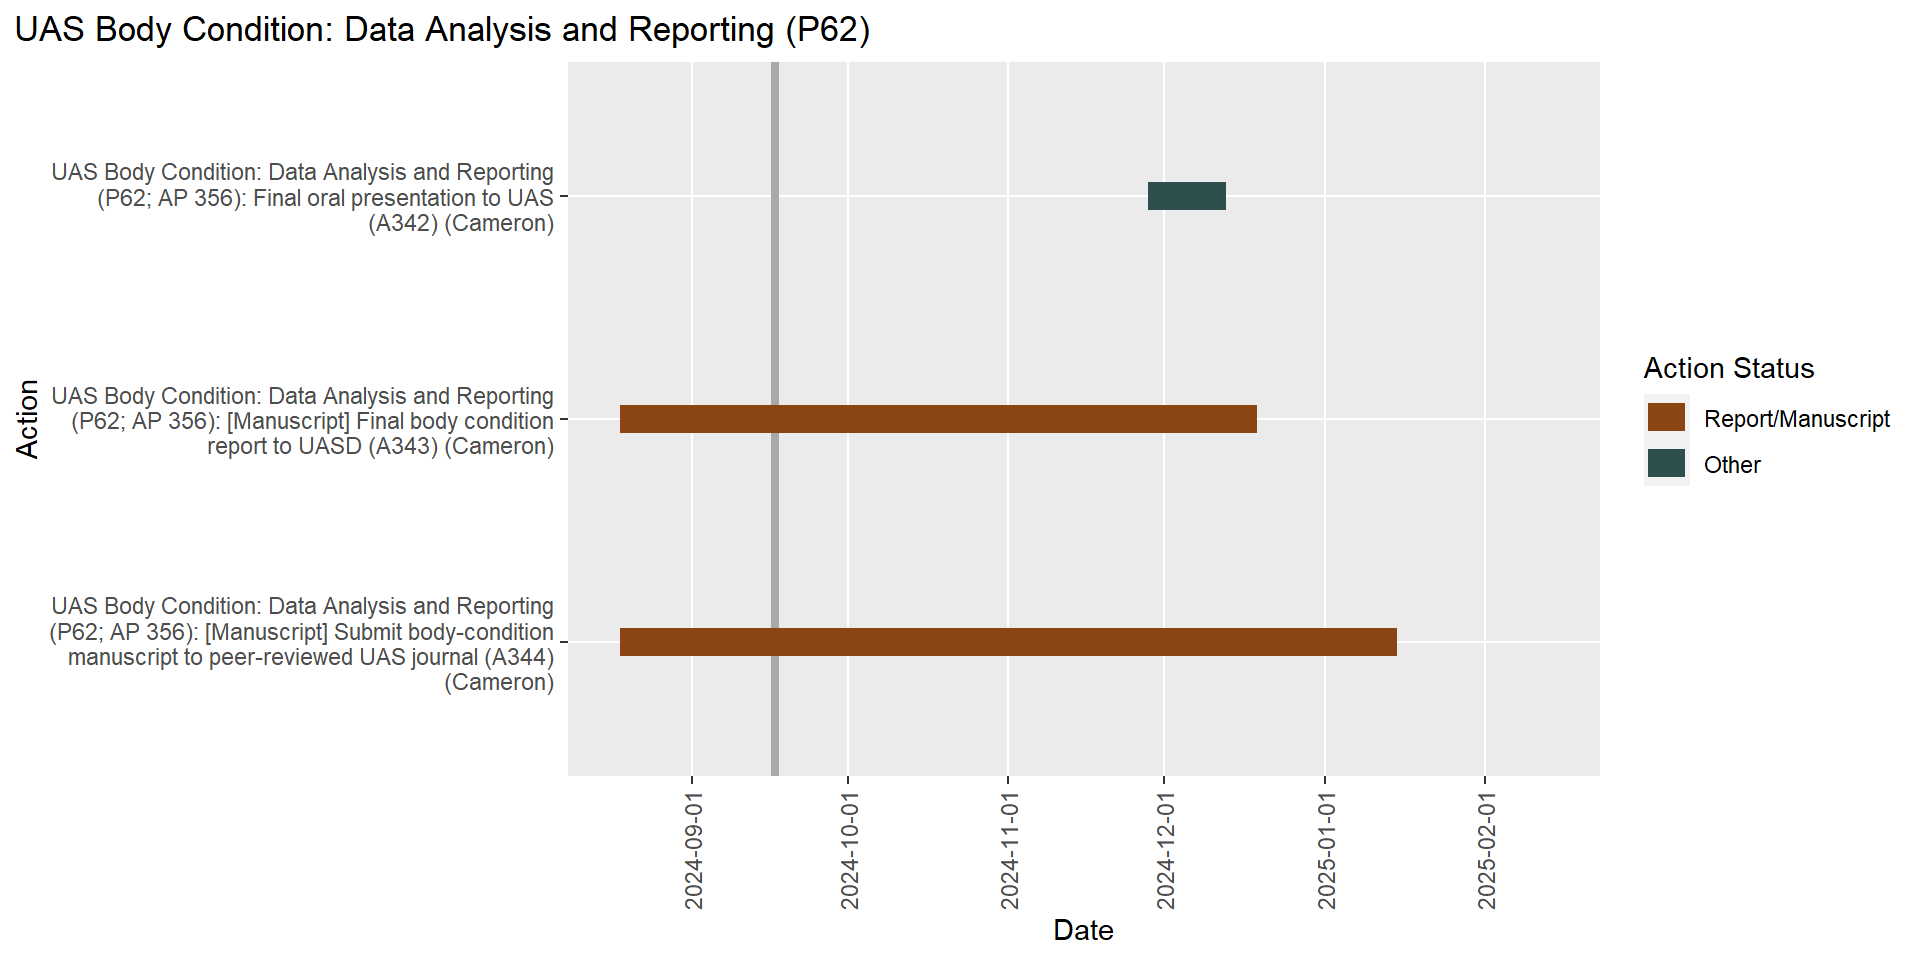 UAS Body Condition: Data Analysis and Reporting (P62)
UAS Body Condition: Data Analysis and Reporting
(P62; AP 356): Final oral presentation to UAS
(A342) (Cameron)
UAS Body Condition: Data Analysis and Reporting
(P62; AP 356): [Manuscript] Final body condition
report to UASD (A343) (Cameron)
UAS Body Condition: Data Analysis and Reporting
(P62; AP 356): [Manuscript] Submit body-condition
manuscript to peer-reviewed UAS journal (A344)
(Cameron)
Action
2024-09-01
2024-10-01
2024-11-01
2024-12-01
2025-01-01
2025-02-01
Date
Action Status
Report/Manuscript
Other